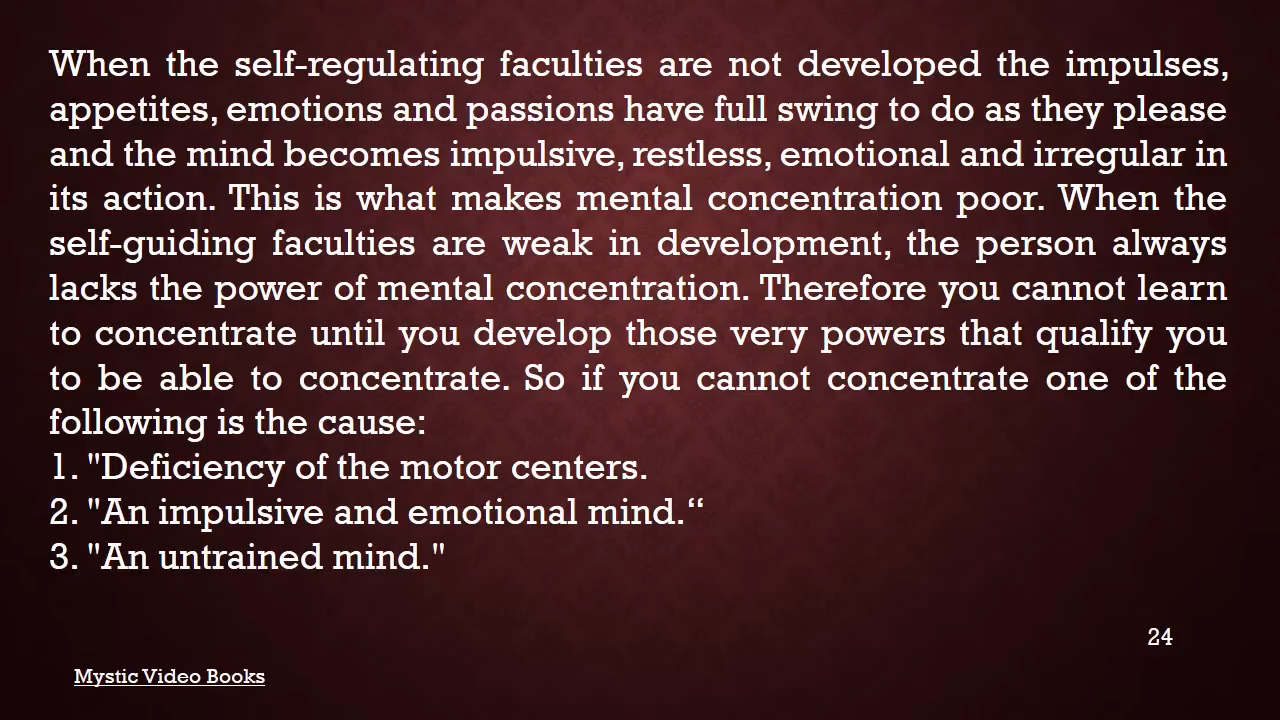 When the self-regulating faculties are not developed the impulses,
appetites, emotions and passions have full swing to do as they please
and the mind becomes impulsive, restless, emotional and irregular in
its action. This is what makes mental concentration poor. When the
self-guiding faculties are weak in development, the person always
lacks the power of mental concentration. Therefore you cannot learn
to concentrate until you develop those very powers that qualify you
to be able to concentrate. So if you cannot concentrate one of the
following is the cause:
1. "Deficiency of the motor centers.
2. "An impulsive and emotional mind.“
3. "An untrained mind."
24
Mystic Video Books